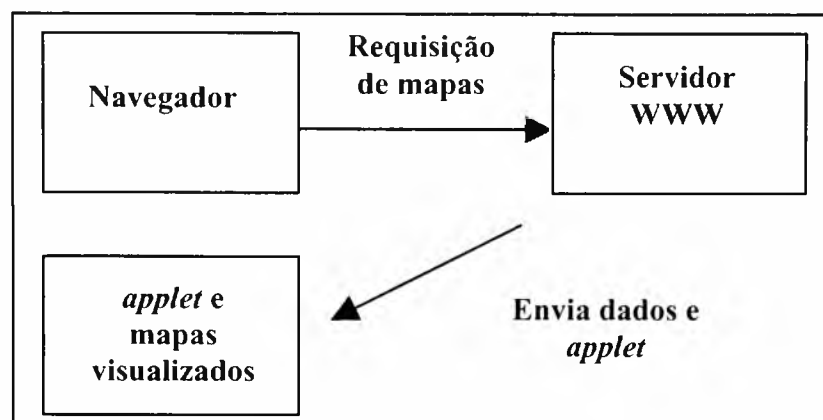 Navegador
Requisição
de mapas
Servidor
WWW
applet e
mapas
visualizados
Envia dados e
applet